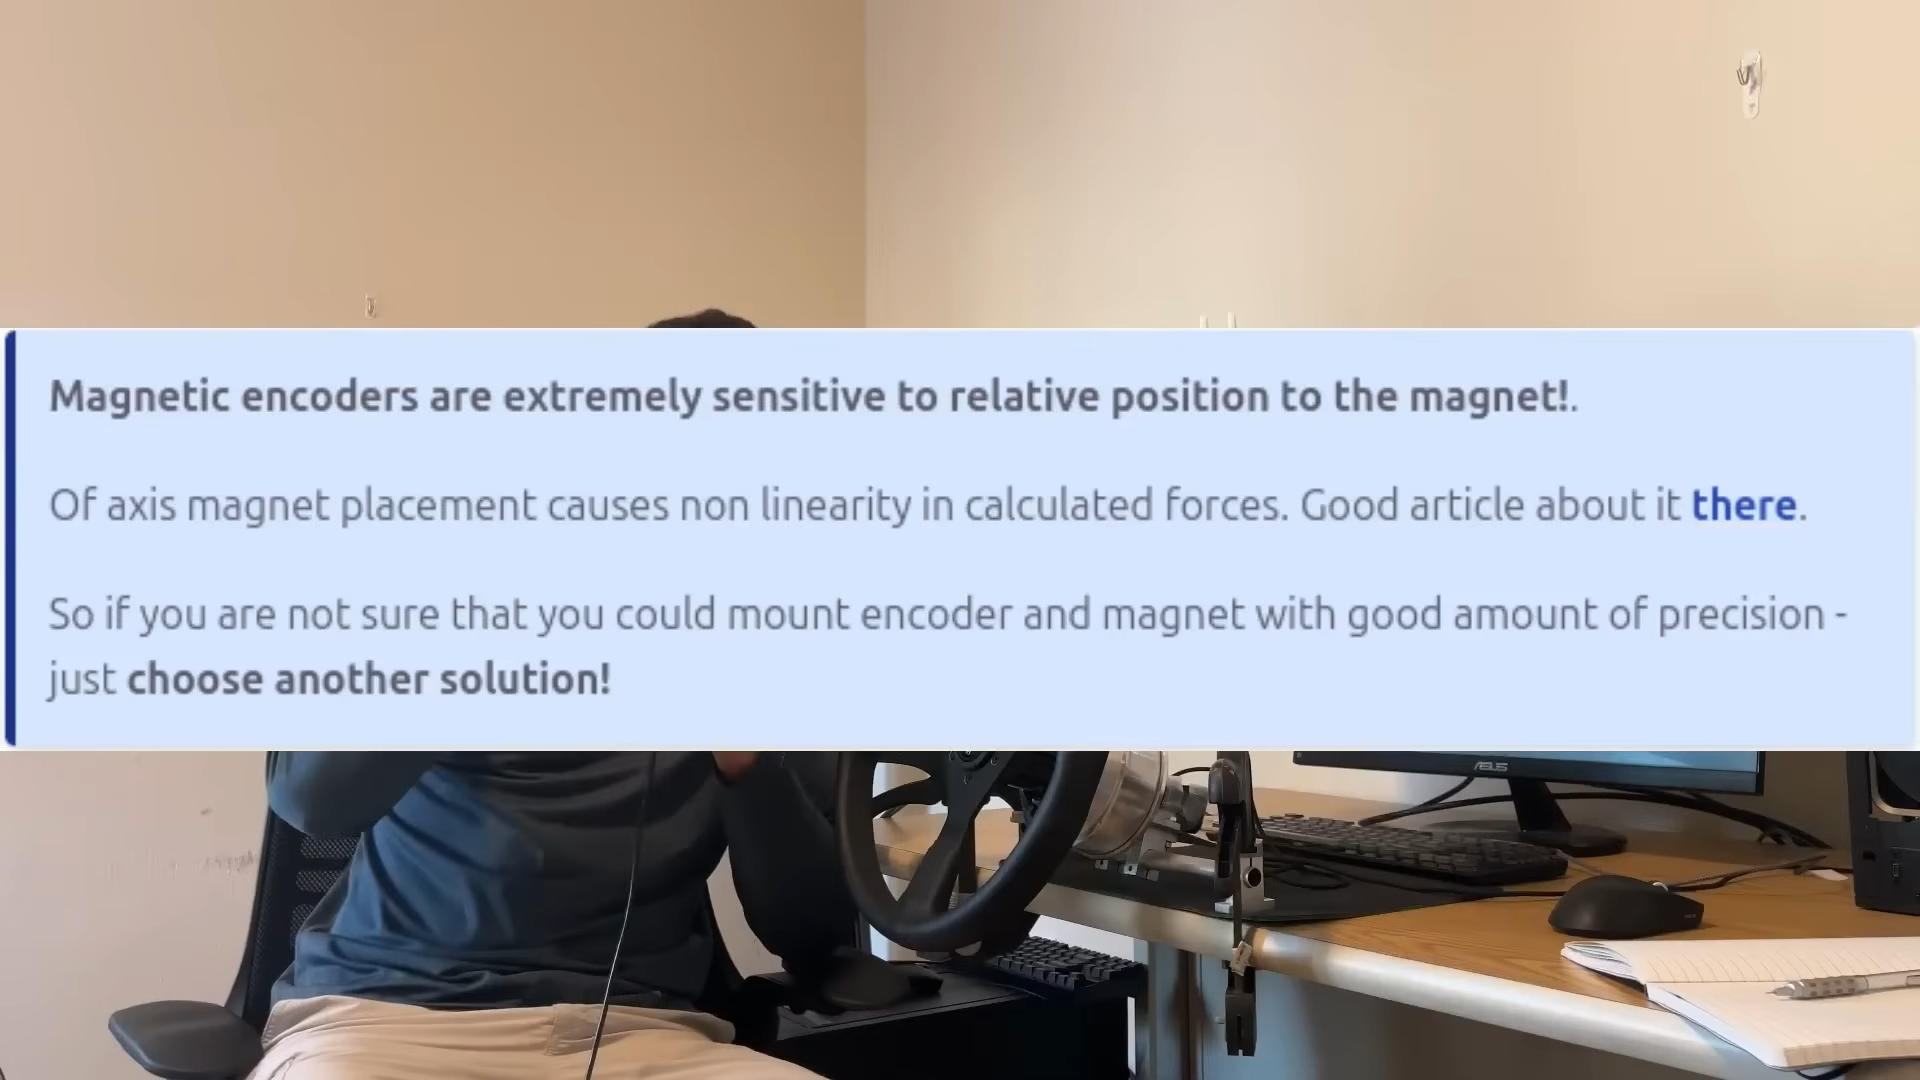 Magnetic encoders are extremely sensitive to relative position to the magnet!.
Of axis magnet placement causes non linearity in calculated forces. Good article about it there.
So if you are not sure that you could mount encoder and magnet with good amount of precision -
just choose another solution!
ASUS